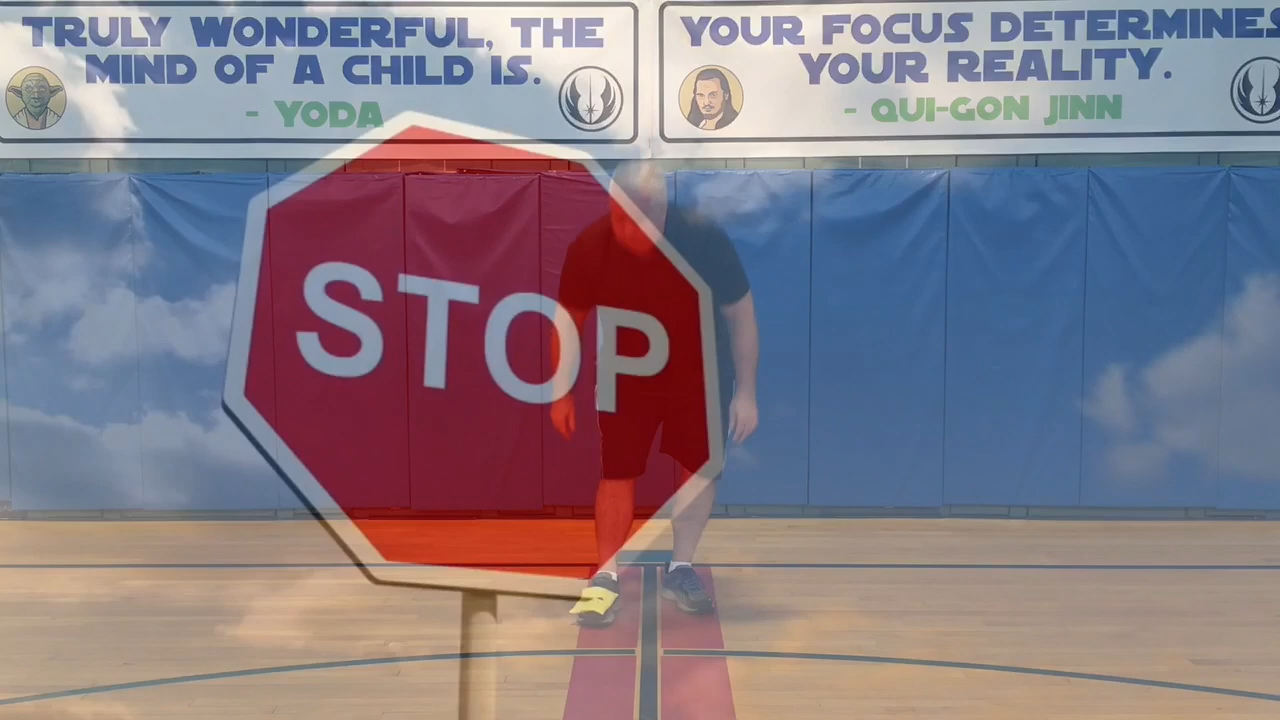 TRULY WONDERFUL, THE
MIND OF A CHILD IS.
- YODA
YOUR FOCUS DETERMINES
YOUR REALITY.
- QUI-GON JINN
STOP